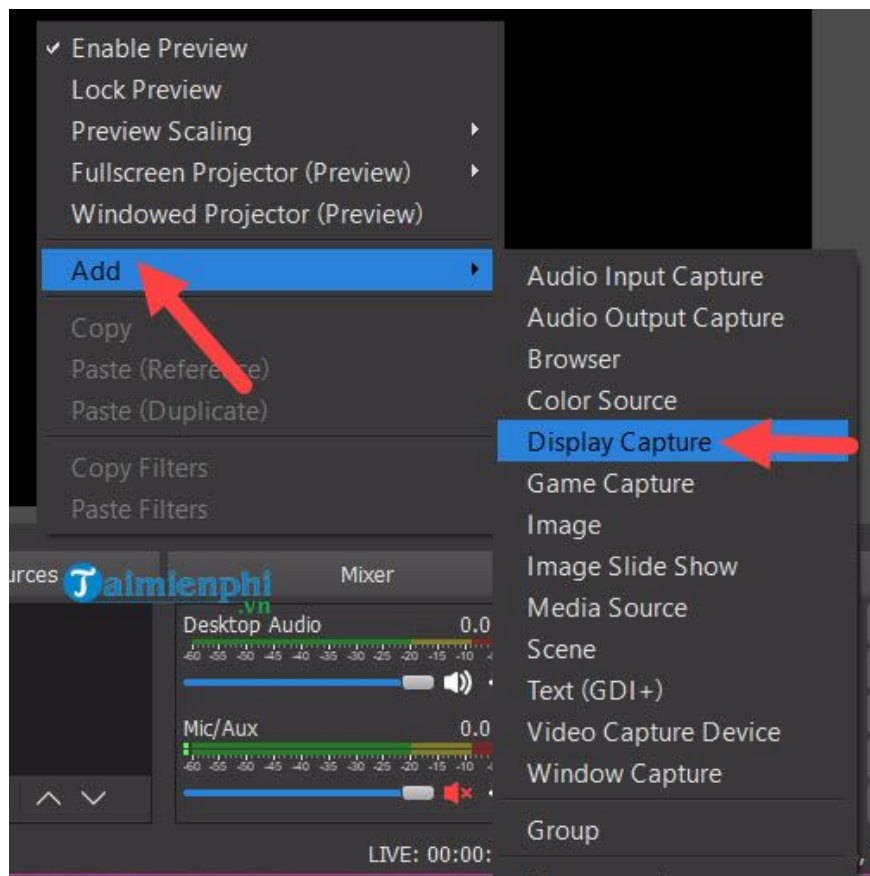 Enable Preview
Lock Preview
Preview Scaling
Fullscreen Projector (Preview)
Windowed Projector (Preview)
Add
Copy
Paste (Reference)
Paste (Duplicate)
Copy Filters
Paste Filters
Audio Input Capture
Audio Output Capture
Browser
Color Source
Display Capture
Game Capture
Image
Image Slide Show
Media Source
Scene
Text (GDI+)
Video Capture Device
Window Capture
Group
urces
Taimienphi
.vn
Mixer
Desktop Audio 0.0
-60 -55 -50 -45 -40 -35 -30 -25 -20 -15 -10
Mic/Aux 0.0
-60 -55 -50 -45 -40 -35 -30 -25 -20 -15 -10
LIVE: 00:00: